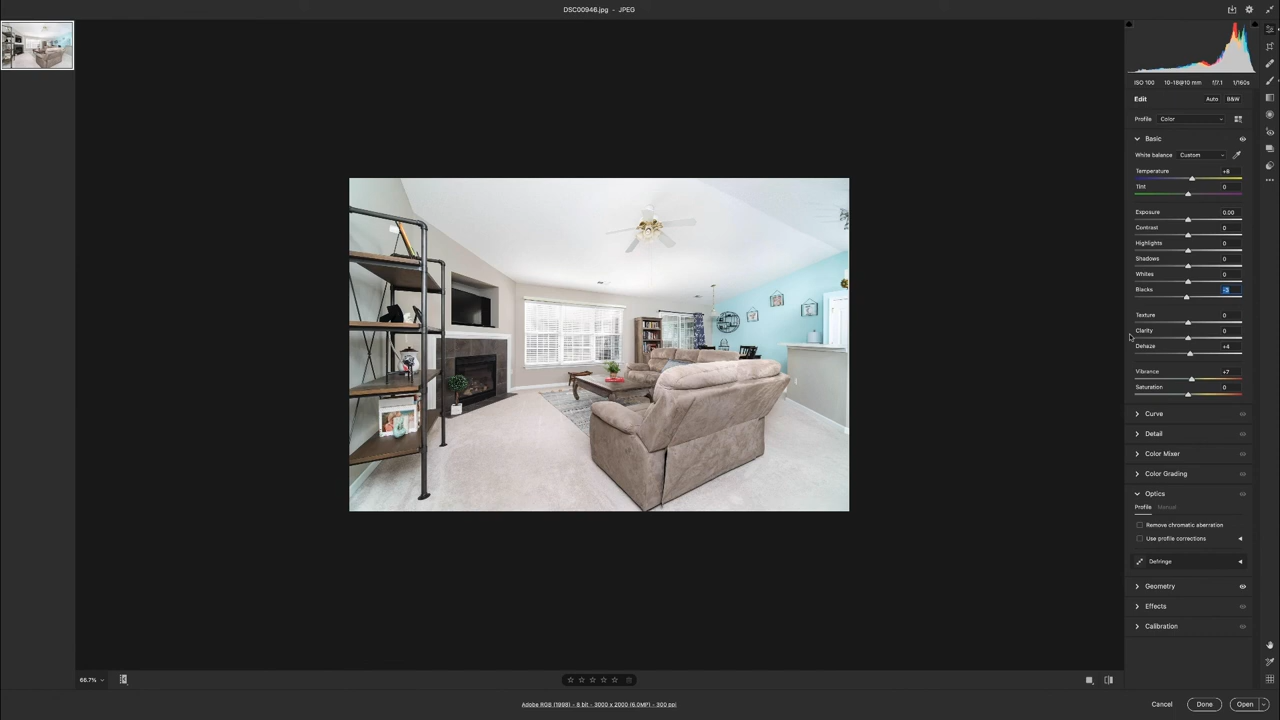 DSC00946.jpg - JPEG
ISO 100 10-18@10 mm f/7.1 1/160s
Edit Auto B&W
Profile Color
Basic
White balance Custom
Temperature +8
Tint 0
Exposure 0.00
Contrast 0
Highlights 0
Shadows 0
Whites 0
Blacks
Texture 0
Clarity 0
Dehaze +4
Vibrance +7
Saturation 0
Curve
Detail
Color Mixer
Color Grading
Optics
Profile Manual
Remove chromatic aberration
Use profile corrections
Defringe
Geometry
Effects
Calibration
66.7%
Adobe RGB (1998) - 8 bit - 3000 x 2000 (6.0MP) - 300 ppi
Cancel Done Open